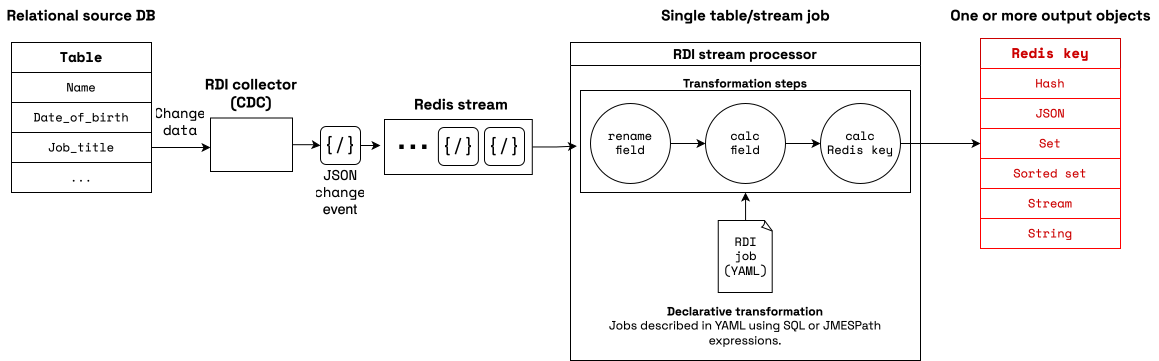 Relational source DB
Single table/stream job
One or more output objects
Table
Name
Date_of_birth
Job_title
...
Change
data
RDI collector
(CDC)
{/}
JSON
change
event
Redis stream
... {/} {/}
RDI stream processor
Transformation steps
rename
field
calc
field
calc
Redis key
RDI
job
(YAML)
Declarative transformation
Jobs described in YAML using SQL or JMESPath
expressions.
Redis key
Hash
JSON
Set
Sorted set
Stream
String